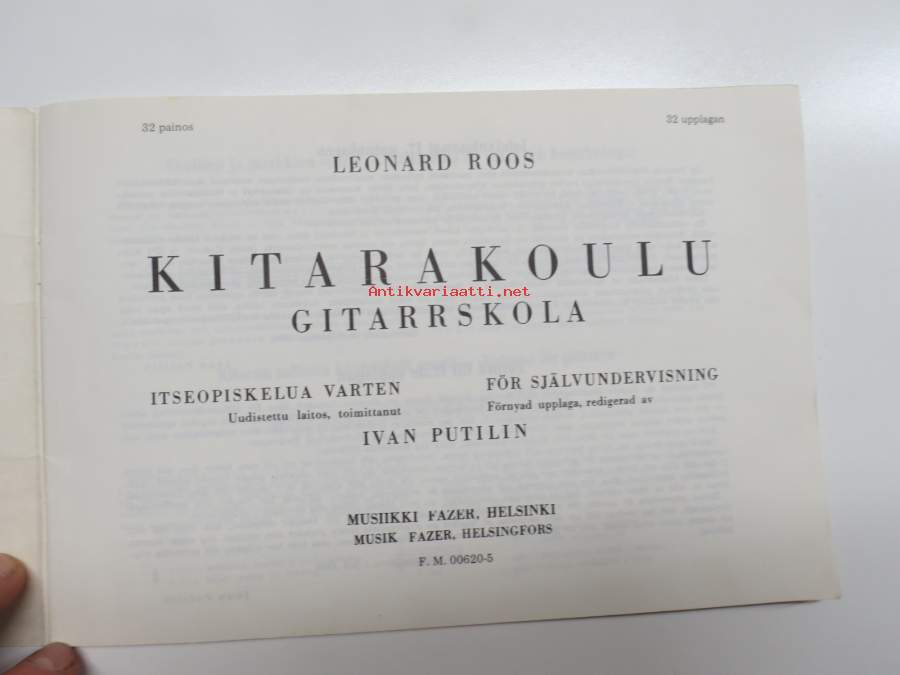 32 painos
32 upplagan
LEONARD ROOS
KITARAKOULU
Antikvariaatti.net
GITARRSKOLA
ITSEOPISKELUA VARTEN
FÖR SJÄLVUNDERVISNING
Uudistettu laitos, toimittanut
Förnyad upplaga, redigerad av
IVAN PUTILIN
MUSIIKKI FAZER, HELSINKI
MUSIK FAZER, HELSINGFORS
F. M. 00620-5